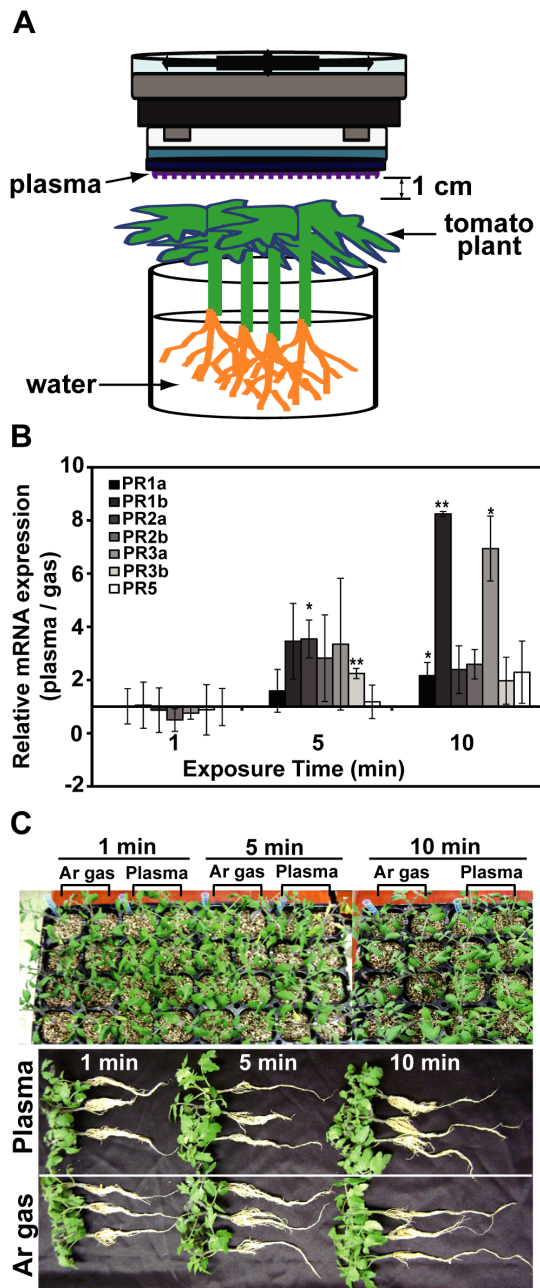 A
plasma
1 cm
tomato
plant
water
B
Relative mRNA expression
(plasma / gas)
10
8
6
4
2
0
-2
PR1a
PR1b
PR2a
PR2b
PR3a
PR3b
PR5
*
**
*
**
*
1
5
10
Exposure Time (min)
C
1 min
5 min
10 min
Ar gas
Plasma
Ar gas
Plasma
Ar gas
Plasma
Plasma
1 min
5 min
10 min
Ar gas